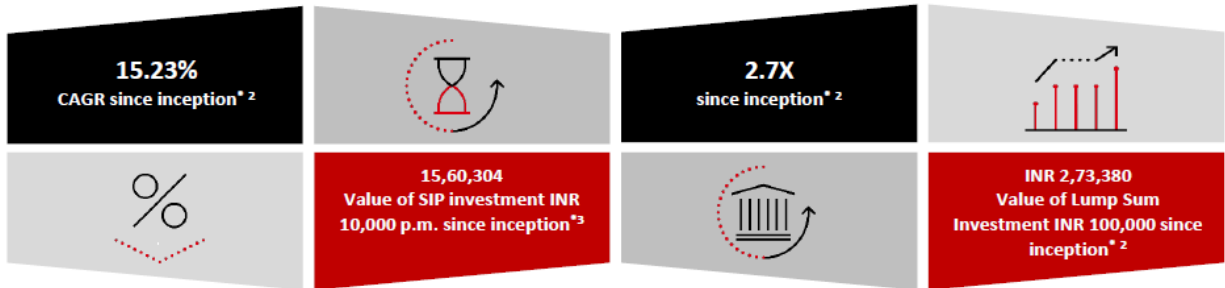 15.23%
CAGR since inception* 2
2.7X
since inception* 2
15,60,304
Value of SIP investment INR
10,000 p.m. since inception*3
INR 2,73,380
Value of Lump Sum
Investment INR 100,000 since
inception* 2